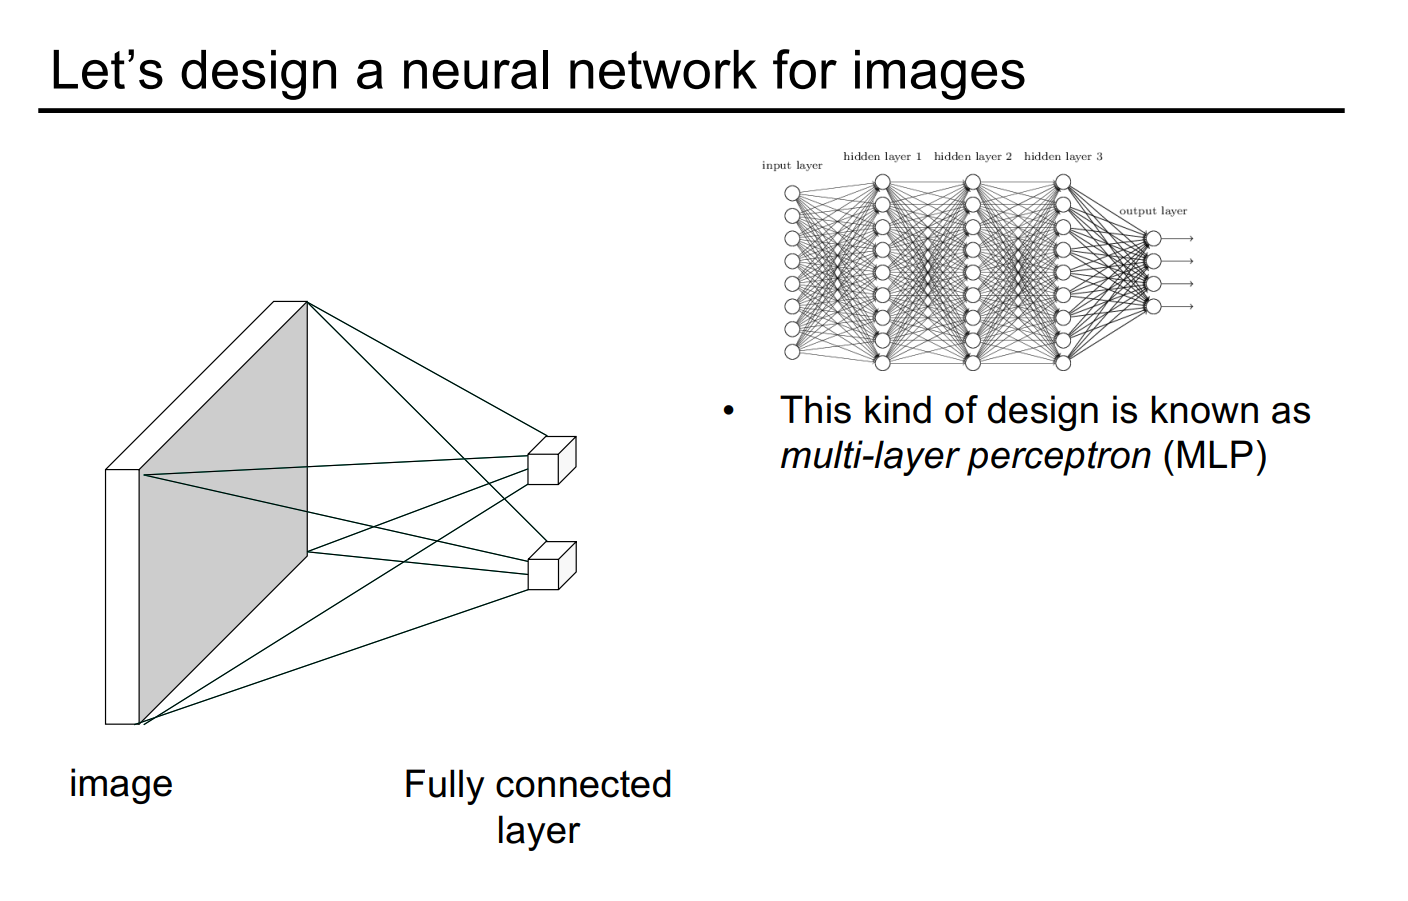 Let’s design a neural network for images
input layer
hidden layer 1 hidden layer 2 hidden layer 3
output layer
• This kind of design is known as
multi-layer perceptron (MLP)
image
Fully connected
layer